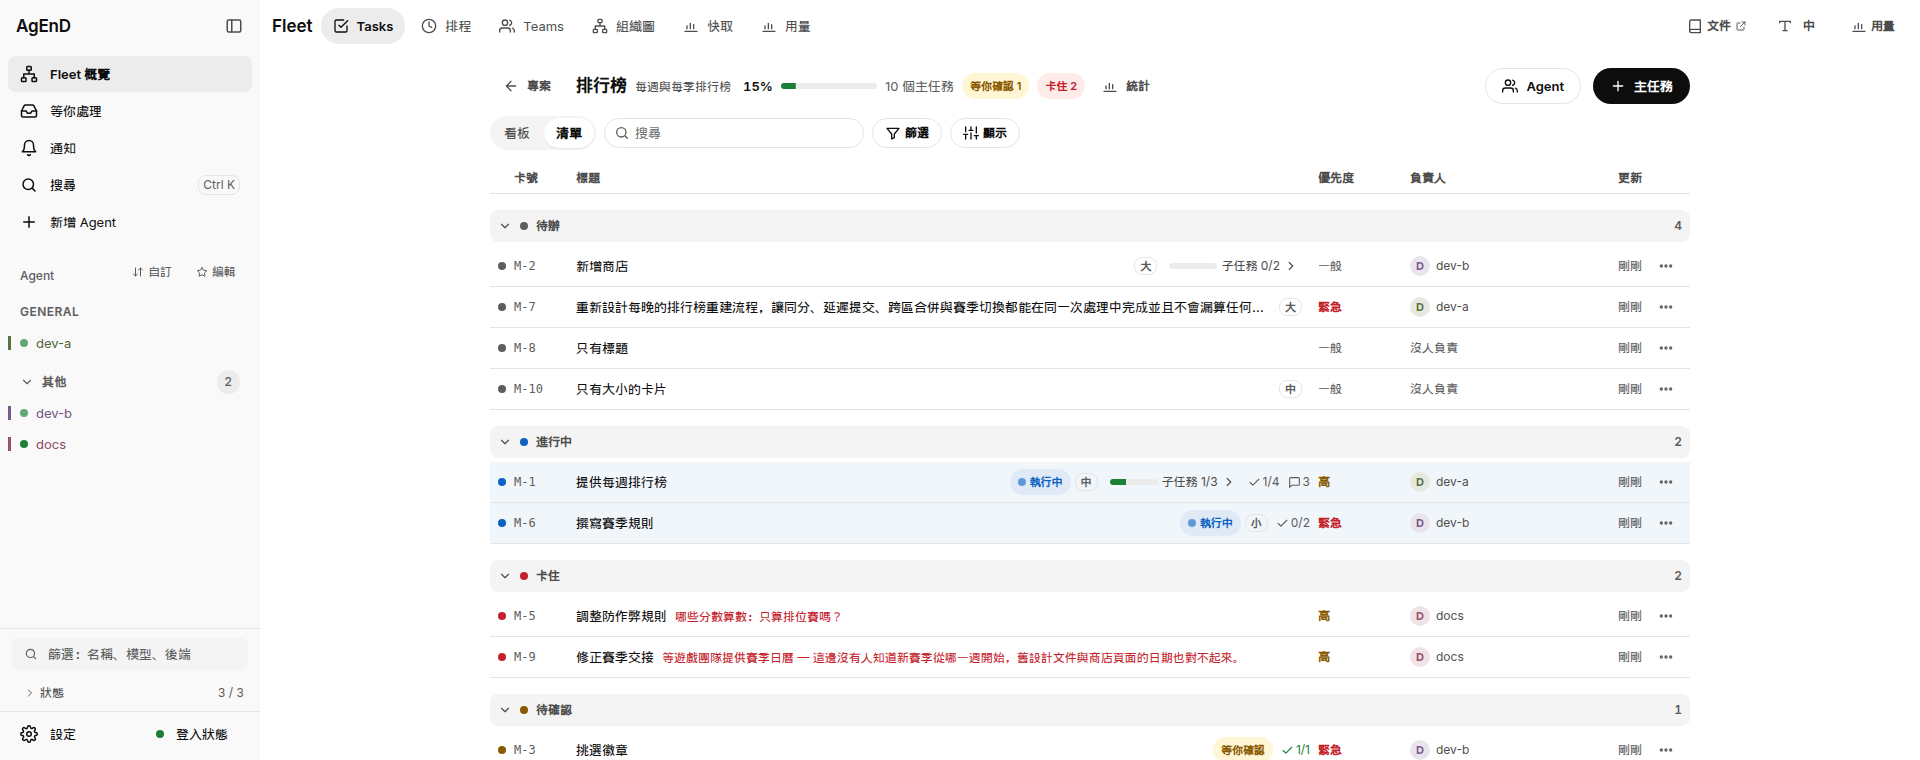 AgEnD
Fleet 概覽
等你處理
通知
搜尋 Ctrl K
新增 Agent
Agent 自訂 編輯
GENERAL
dev-a
其他 2
dev-b
docs
篩選：名稱、模型、後端
狀態 3 / 3
設定 登入狀態
Fleet Tasks 排程 Teams 組織圖 快取 用量 文件 中 用量
專案 排行榜 每週與每季排行榜 15% 10 個主任務 等你確認 1 卡住 2 統計 Agent 主任務
看板 清單 搜尋 篩選 顯示
卡號 標題 優先度 負責人 更新
待辦 4
M-2 新增商店 大 子任務 0/2 一般 D dev-b 剛剛
M-7 重新設計每晚的排行榜重建流程，讓同分、延遲提交、跨區合併與賽季切換都能在同一次處理中完成並且不會漏算任何... 大 緊急 D dev-a 剛剛
M-8 只有標題 一般 沒人負責 剛剛
M-10 只有大小的卡片 中 一般 沒人負責 剛剛
進行中 2
M-1 提供每週排行榜 執行中 中 子任務 1/3 1/4 3 高 D dev-a 剛剛
M-6 撰寫賽季規則 執行中 小 0/2 緊急 D dev-b 剛剛
卡住 2
M-5 調整防作弊規則 哪些分數算數：只算排位賽嗎？ 高 D docs 剛剛
M-9 修正賽季交接 等遊戲團隊提供賽季日曆 — 這邊沒有人知道新賽季從哪一週開始，舊設計文件與商店頁面的日期也對不起來。 高 D docs 剛剛
待確認 1
M-3 挑選徽章 等你確認 1/1 緊急 D dev-b 剛剛